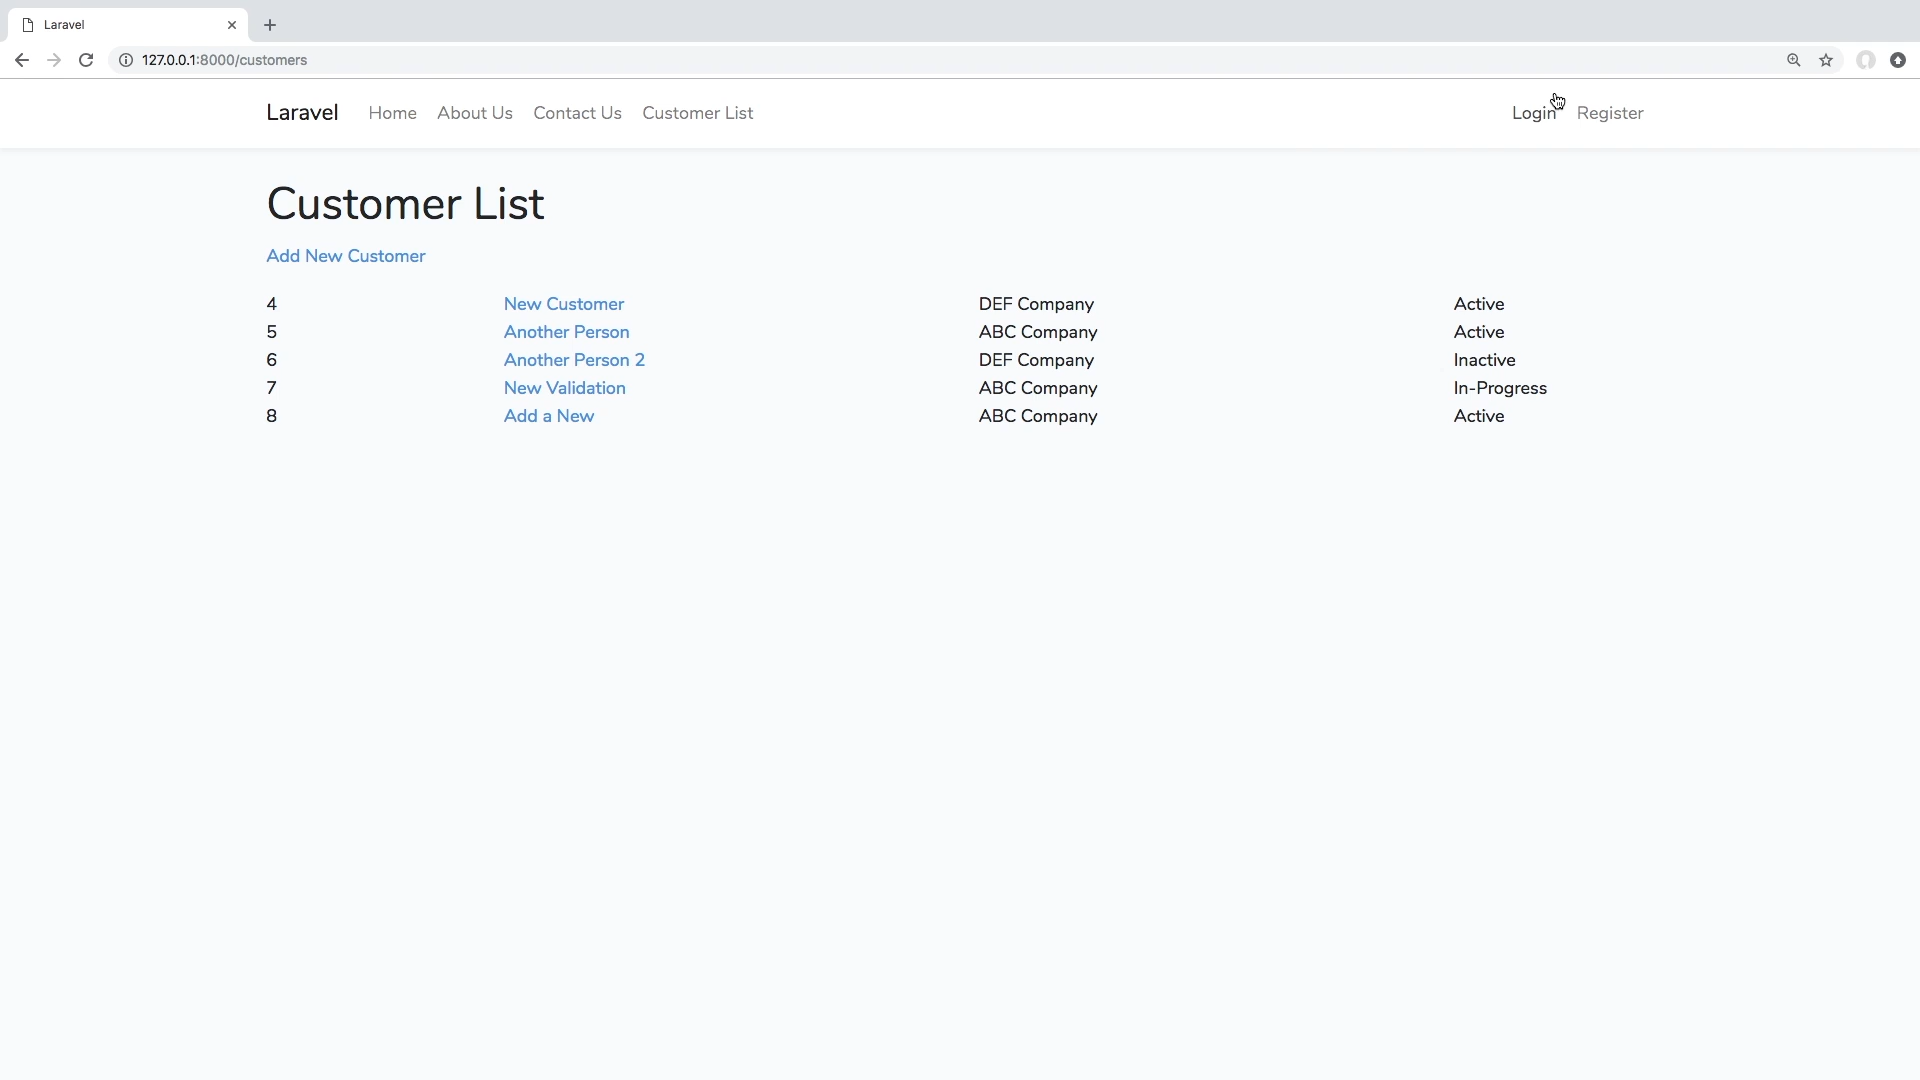 Laravel
127.0.0.1:8000/customers
Laravel Home About Us Contact Us Customer List Login Register
Customer List
Add New Customer
4 New Customer DEF Company Active
5 Another Person ABC Company Active
6 Another Person 2 DEF Company Inactive
7 New Validation ABC Company In-Progress
8 Add a New ABC Company Active